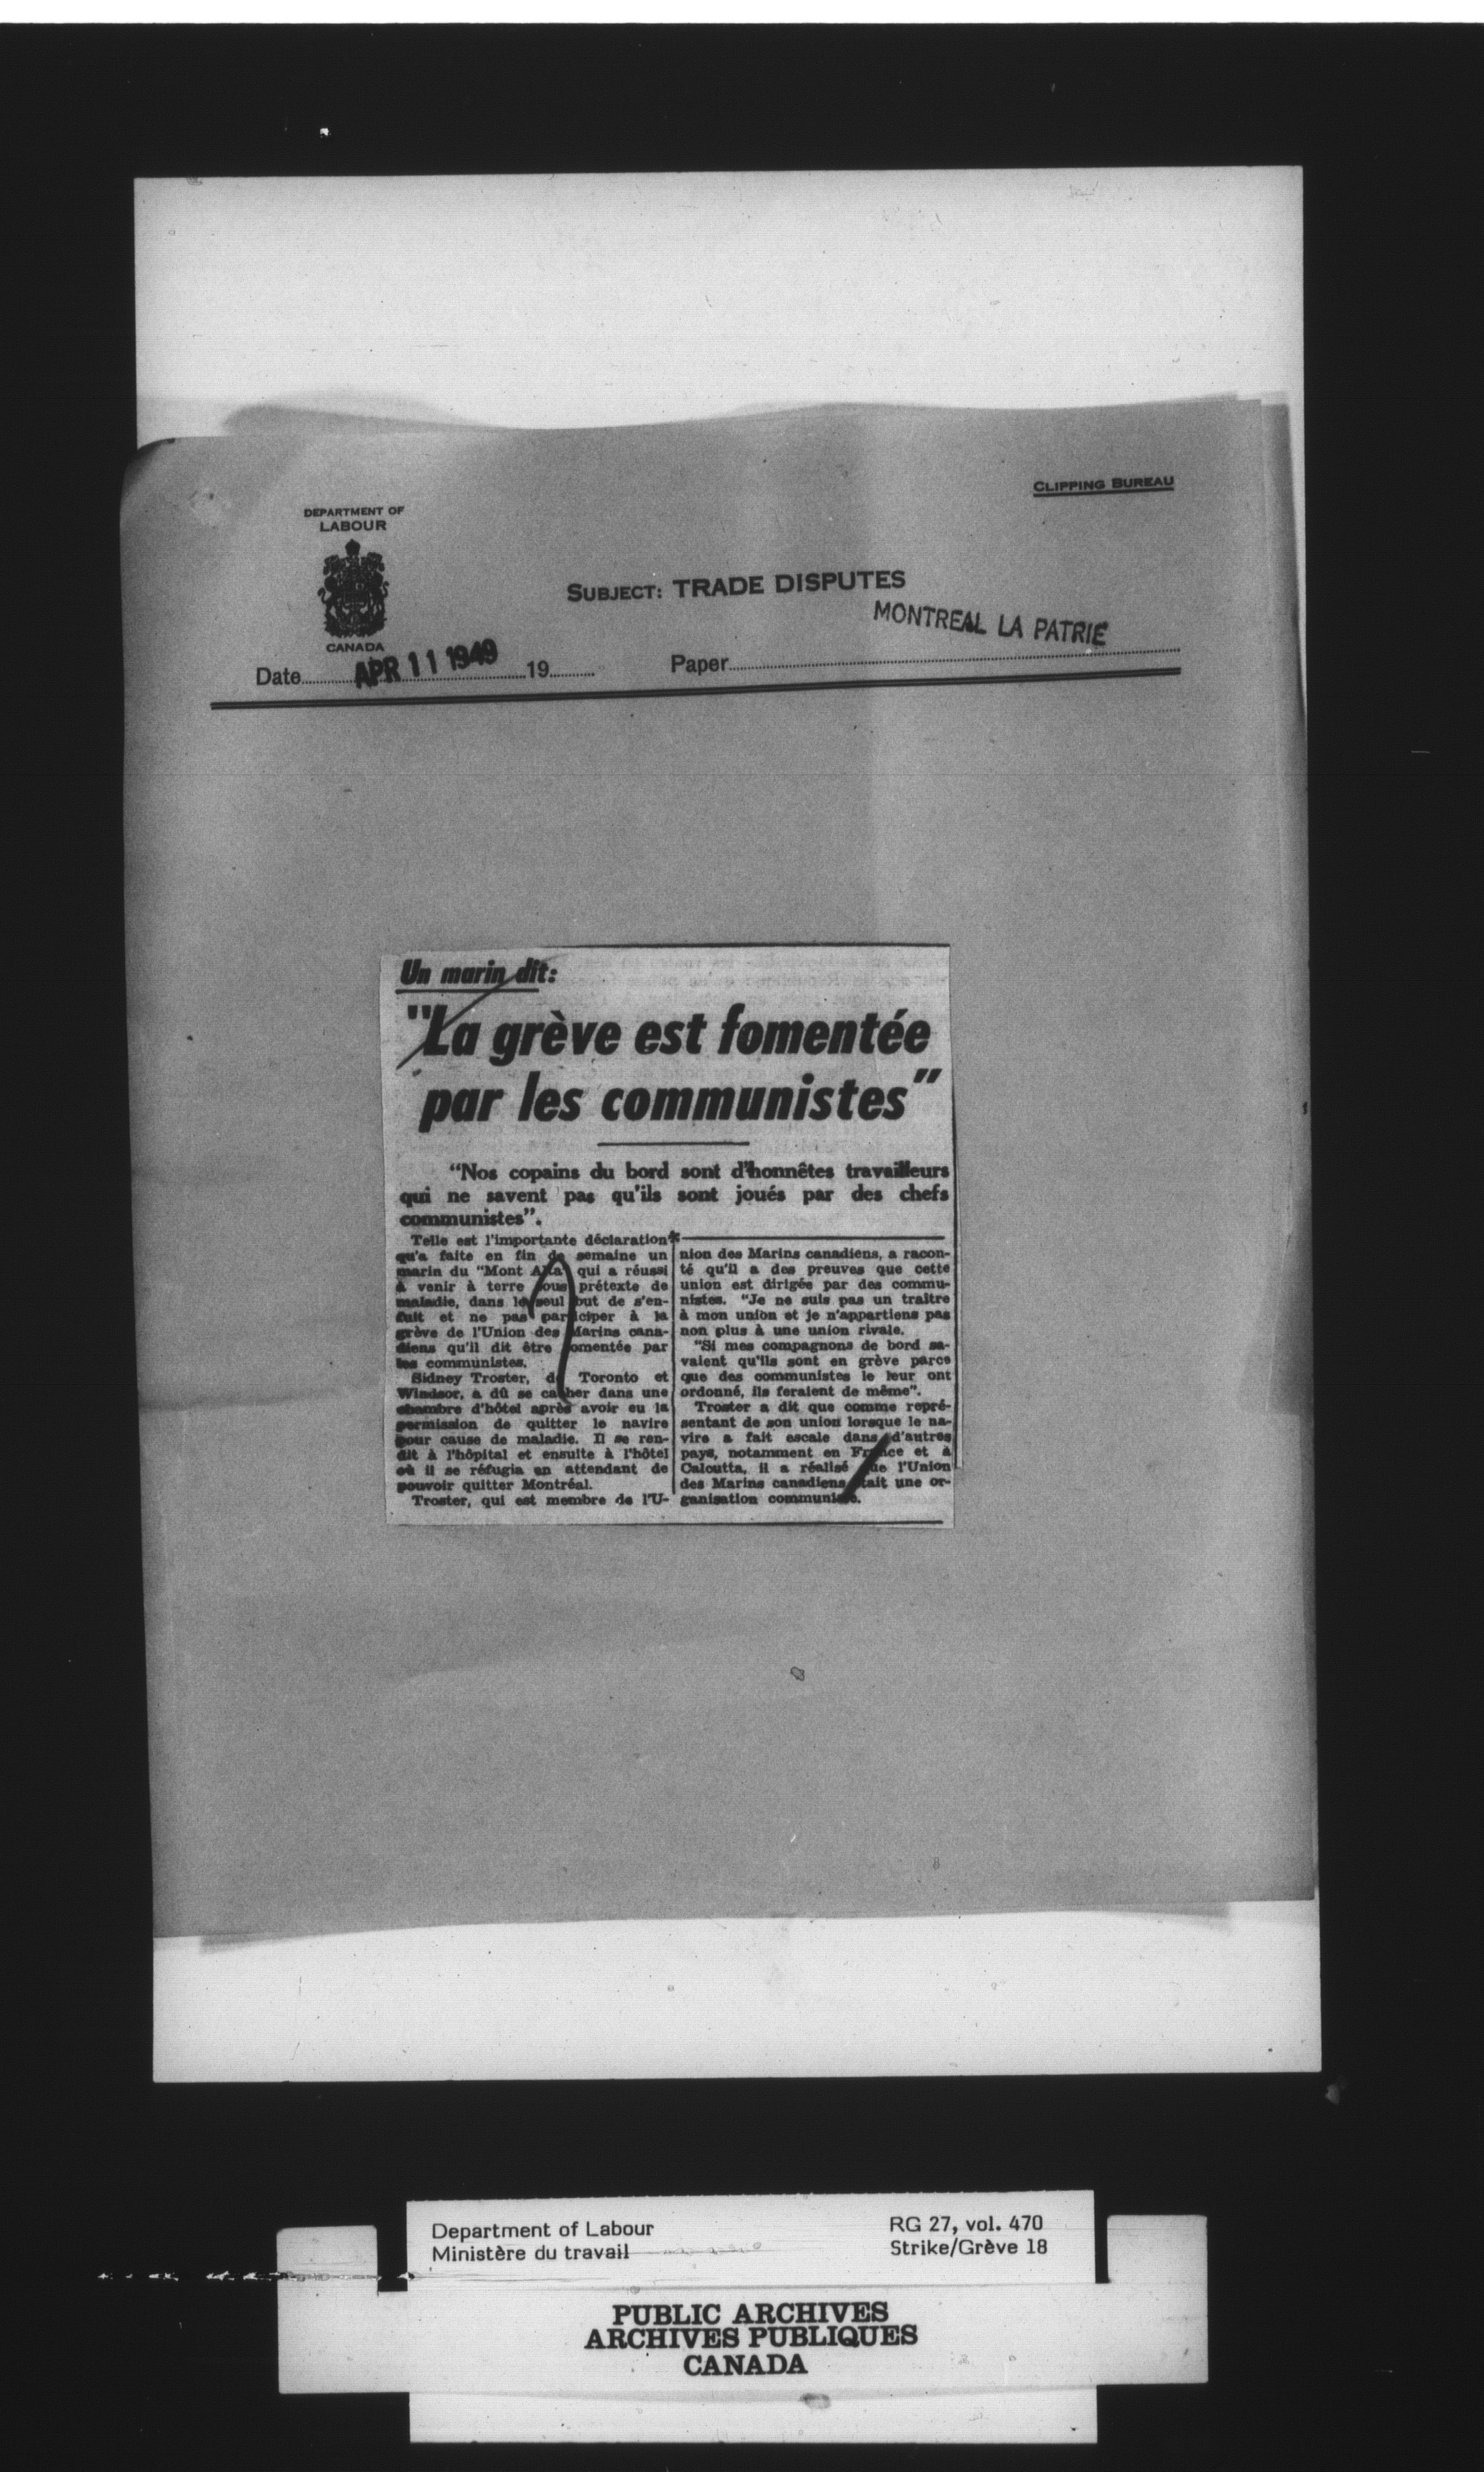 CLIPPING BUREAU
DEPARTMENT OF
LABOUR
CANADA
SUBJECT: TRADE DISPUTES
MONTREAL LA PATRIE
Date APR 11 1949 19
Paper
Un marin dit:
"La grève est fomentée
par les communistes"
"Nos copains du bord sont d'honnêtes travailleurs
qui ne savent pas qu'ils sont joués par des chefs
communistes".
Telle est l'importante déclaration
qu'a faite en fin de semaine un
marin du "Mont Alta" qui a réussi
à venir à terre sous prétexte de
maladie, dans le seul but de s'en-
fuit et ne pas participer à la
grève de l'Union des Marins cana-
diens qu'il dit être fomentée par
les communistes.
Sidney Troster, de Toronto et
Windsor, a dû se cacher dans une
chambre d'hôtel après avoir eu la
permission de quitter le navire
pour cause de maladie. Il se ren-
dit à l'hôpital et ensuite à l'hôtel
où il se réfugia en attendant de
pouvoir quitter Montréal.
Troster, qui est membre de l'U-
nion des Marins canadiens, a racon-
té qu'il a des preuves que cette
union est dirigée par des commu-
nistes. "Je ne suis pas un traître
à mon union et je n'appartiens pas
non plus à une union rivale.
"Si mes compagnons de bord sa-
vaient qu'ils sont en grève parce
que des communistes le leur ont
ordonné, ils feraient de même".
Troster a dit que comme repré-
sentant de son union lorsque le na-
vire a fait escale dans d'autres
pays, notamment en France et à
Calcutta, il a réalisé que l'Union
des Marins canadiens était une or-
ganisation communiste.
Department of Labour
Ministère du travail
RG 27, vol. 470
Strike/Grève 18
PUBLIC ARCHIVES
ARCHIVES PUBLIQUES
CANADA